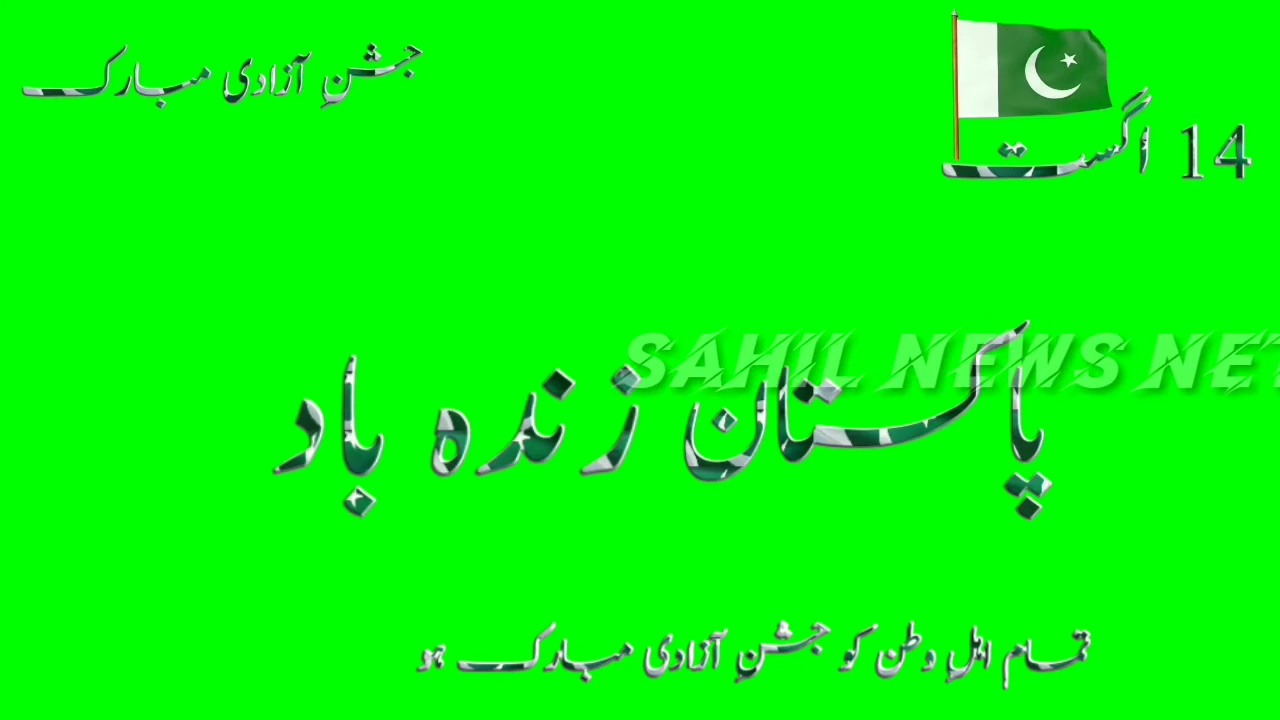 جشنِ آزادی مبارک
14 اگست
SAHIL NEWS NET
پاکستان زندہ باد
تمام اہلِ وطن کو جشنِ آزادی مبارک ہو